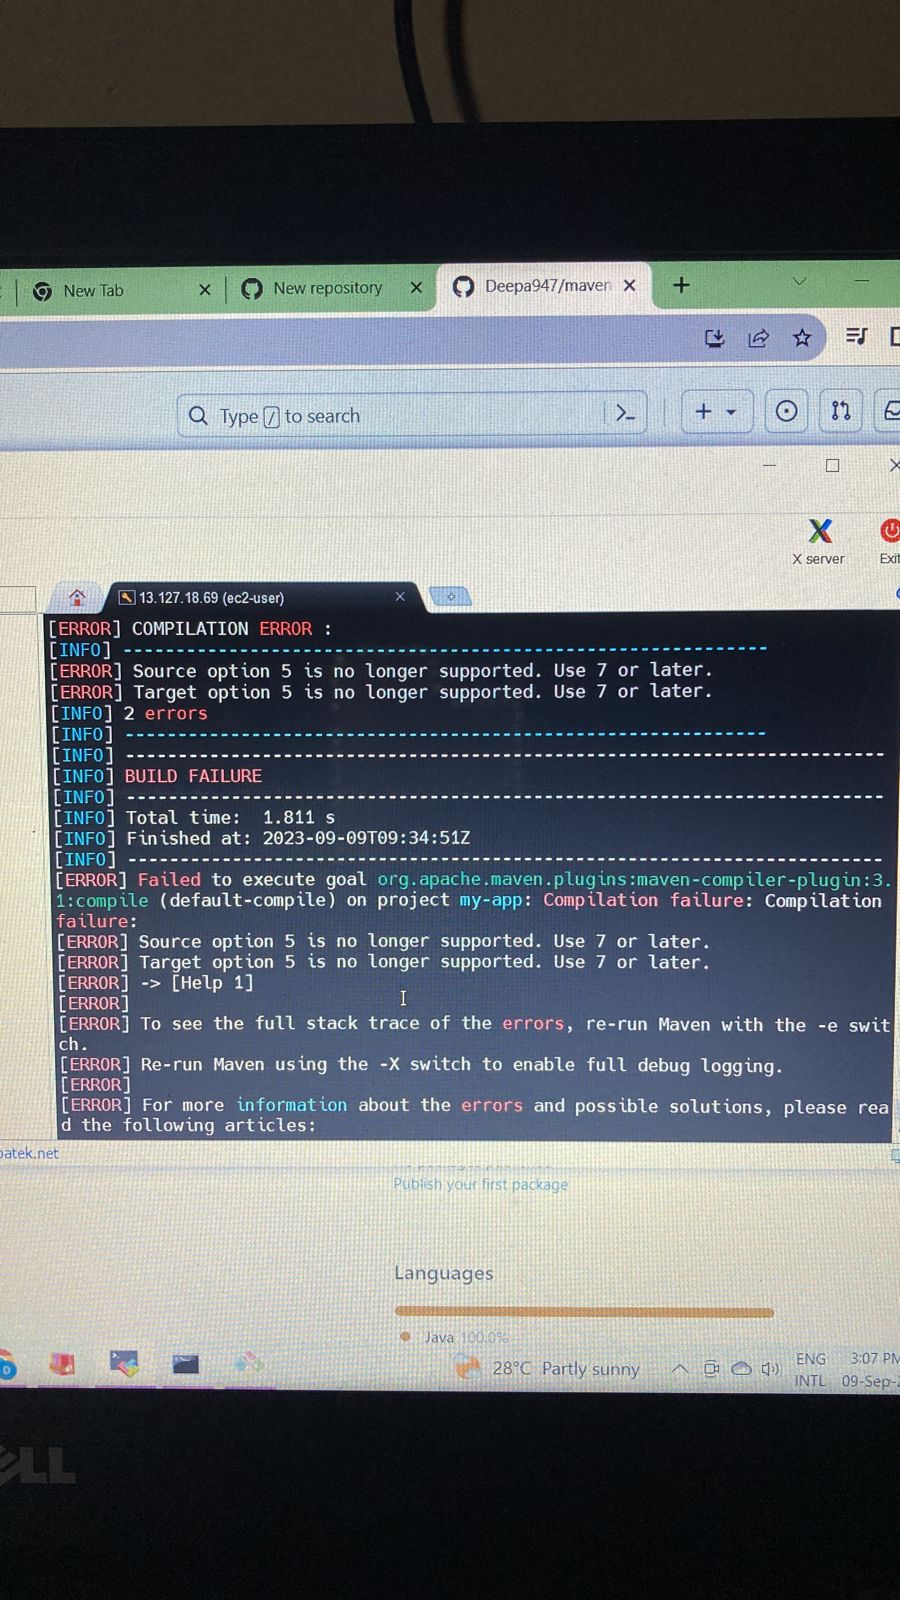 New Tab
New repository
Deepa947/maven
Type / to search
X server
Exit
13.127.18.69 (ec2-user)
[ERROR] COMPILATION ERROR :
[INFO] -------------------------------------------------------------
[ERROR] Source option 5 is no longer supported. Use 7 or later.
[ERROR] Target option 5 is no longer supported. Use 7 or later.
[INFO] 2 errors
[INFO] -------------------------------------------------------------
[INFO] ------------------------------------------------------------------------
[INFO] BUILD FAILURE
[INFO] ------------------------------------------------------------------------
[INFO] Total time:  1.811 s
[INFO] Finished at: 2023-09-09T09:34:51Z
[INFO] ------------------------------------------------------------------------
[ERROR] Failed to execute goal org.apache.maven.plugins:maven-compiler-plugin:3.
1:compile (default-compile) on project my-app: Compilation failure: Compilation
failure:
[ERROR] Source option 5 is no longer supported. Use 7 or later.
[ERROR] Target option 5 is no longer supported. Use 7 or later.
[ERROR] -> [Help 1]
[ERROR]
[ERROR] To see the full stack trace of the errors, re-run Maven with the -e swit
ch.
[ERROR] Re-run Maven using the -X switch to enable full debug logging.
[ERROR]
[ERROR] For more information about the errors and possible solutions, please rea
d the following articles:
batek.net
Publish your first package
Languages
Java 100.0%
28°C Partly sunny
ENG
INTL
3:07 PM
09-Sep-
DELL